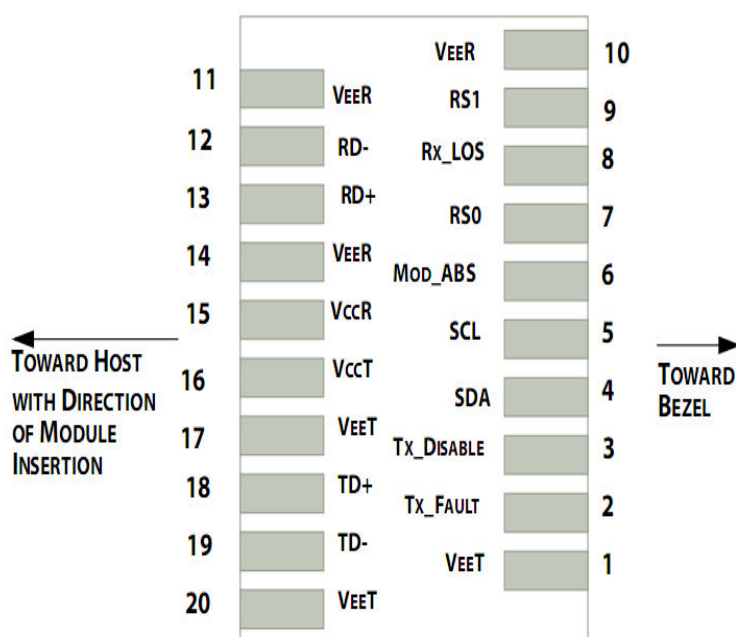 VEER 10
11 VEER
RS1 9
12 RD-
RX_LOS 8
13 RD+
RS0 7
14 VEER
MOD_ABS 6
15 VCCR
SCL 5
TOWARD HOST
WITH DIRECTION
OF MODULE
INSERTION
TOWARD
BEZEL
16 VCCT
SDA 4
17 VEET
TX_DISABLE 3
18 TD+
TX_FAULT 2
19 TD-
VEET 1
20 VEET